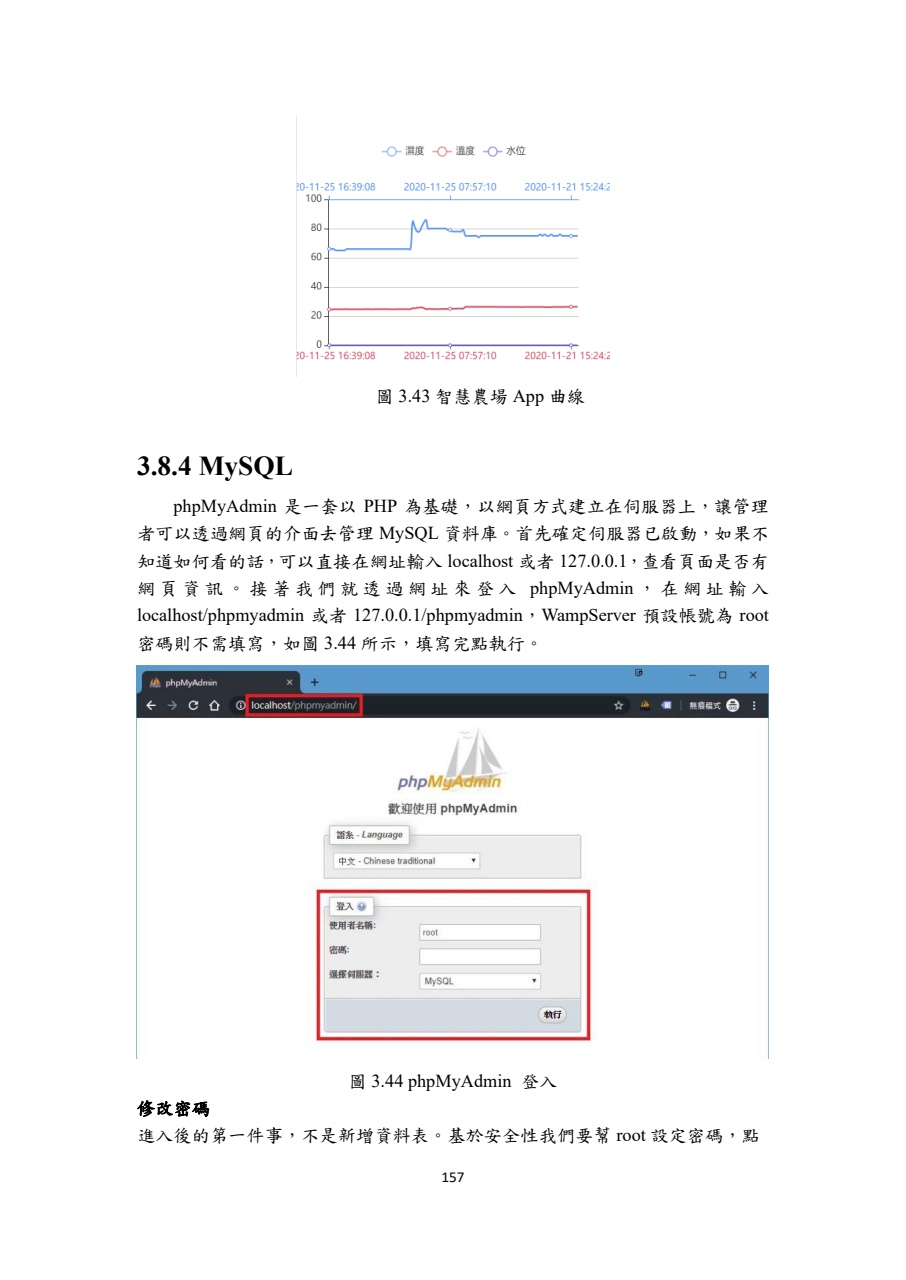 濕度 溫度 水位
20-11-25 16:39:08 2020-11-25 07:57:10 2020-11-21 15:24:2
100
80
60
40
20
0
20-11-25 16:39:08 2020-11-25 07:57:10 2020-11-21 15:24:2
圖 3.43 智慧農場 App 曲線
3.8.4 MySQL
phpMyAdmin 是一套以 PHP 為基礎，以網頁方式建立在伺服器上，讓管理
者可以透過網頁的介面去管理 MySQL 資料庫。首先確定伺服器已啟動，如果不
知道如何看的話，可以直接在網址輸入 localhost 或者 127.0.0.1，查看頁面是否有
網頁資訊。接著我們就透過網址來登入 phpMyAdmin，在網址輸入
localhost/phpmyadmin 或者 127.0.0.1/phpmyadmin，WampServer 預設帳號為 root
密碼則不需填寫，如圖 3.44 所示，填寫完點執行。
phpMyAdmin
localhost/phpmyadmin/ 無痕模式
phpMyAdmin
歡迎使用 phpMyAdmin
語系 - Language
中文 - Chinese traditional
登入
使用者名稱: root
密碼:
選擇伺服器： MySQL
執行
圖 3.44 phpMyAdmin 登入
修改密碼
進入後的第一件事，不是新增資料表。基於安全性我們要幫 root 設定密碼，點
157